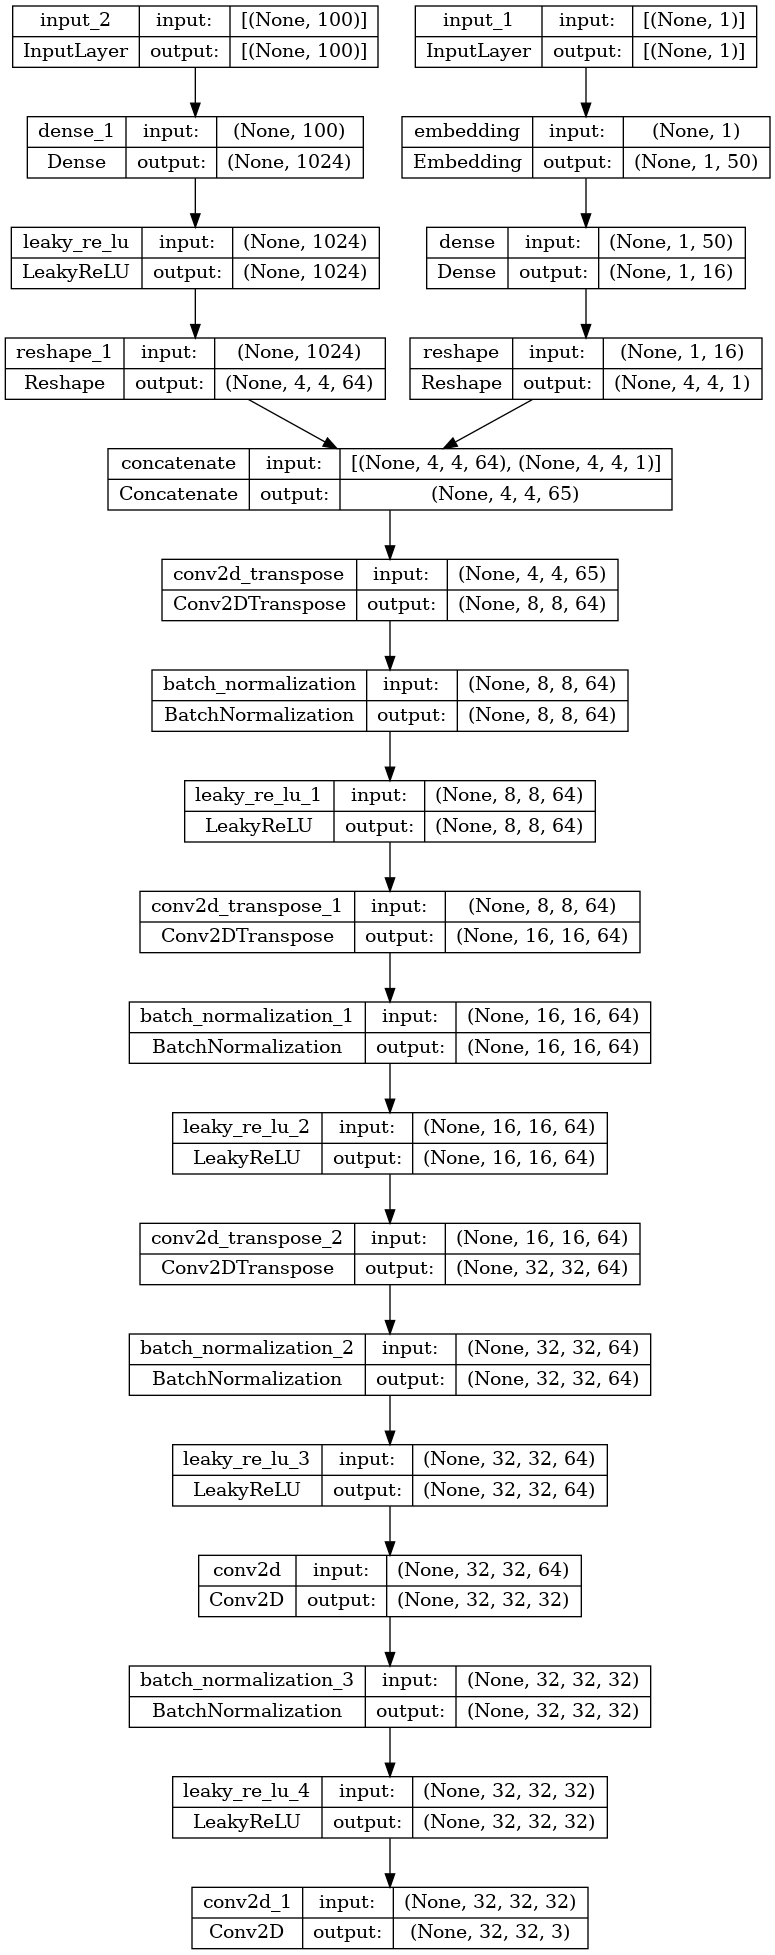 input_2 input: [(None, 100)]
InputLayer output: [(None, 100)]
input_1 input: [(None, 1)]
InputLayer output: [(None, 1)]
dense_1 input: (None, 100)
Dense output: (None, 1024)
embedding input: (None, 1)
Embedding output: (None, 1, 50)
leaky_re_lu input: (None, 1024)
LeakyReLU output: (None, 1024)
dense input: (None, 1, 50)
Dense output: (None, 1, 16)
reshape_1 input: (None, 1024)
Reshape output: (None, 4, 4, 64)
reshape input: (None, 1, 16)
Reshape output: (None, 4, 4, 1)
concatenate input: [(None, 4, 4, 64), (None, 4, 4, 1)]
Concatenate output: (None, 4, 4, 65)
conv2d_transpose input: (None, 4, 4, 65)
Conv2DTranspose output: (None, 8, 8, 64)
batch_normalization input: (None, 8, 8, 64)
BatchNormalization output: (None, 8, 8, 64)
leaky_re_lu_1 input: (None, 8, 8, 64)
LeakyReLU output: (None, 8, 8, 64)
conv2d_transpose_1 input: (None, 8, 8, 64)
Conv2DTranspose output: (None, 16, 16, 64)
batch_normalization_1 input: (None, 16, 16, 64)
BatchNormalization output: (None, 16, 16, 64)
leaky_re_lu_2 input: (None, 16, 16, 64)
LeakyReLU output: (None, 16, 16, 64)
conv2d_transpose_2 input: (None, 16, 16, 64)
Conv2DTranspose output: (None, 32, 32, 64)
batch_normalization_2 input: (None, 32, 32, 64)
BatchNormalization output: (None, 32, 32, 64)
leaky_re_lu_3 input: (None, 32, 32, 64)
LeakyReLU output: (None, 32, 32, 64)
conv2d input: (None, 32, 32, 64)
Conv2D output: (None, 32, 32, 32)
batch_normalization_3 input: (None, 32, 32, 32)
BatchNormalization output: (None, 32, 32, 32)
leaky_re_lu_4 input: (None, 32, 32, 32)
LeakyReLU output: (None, 32, 32, 32)
conv2d_1 input: (None, 32, 32, 32)
Conv2D output: (None, 32, 32, 3)